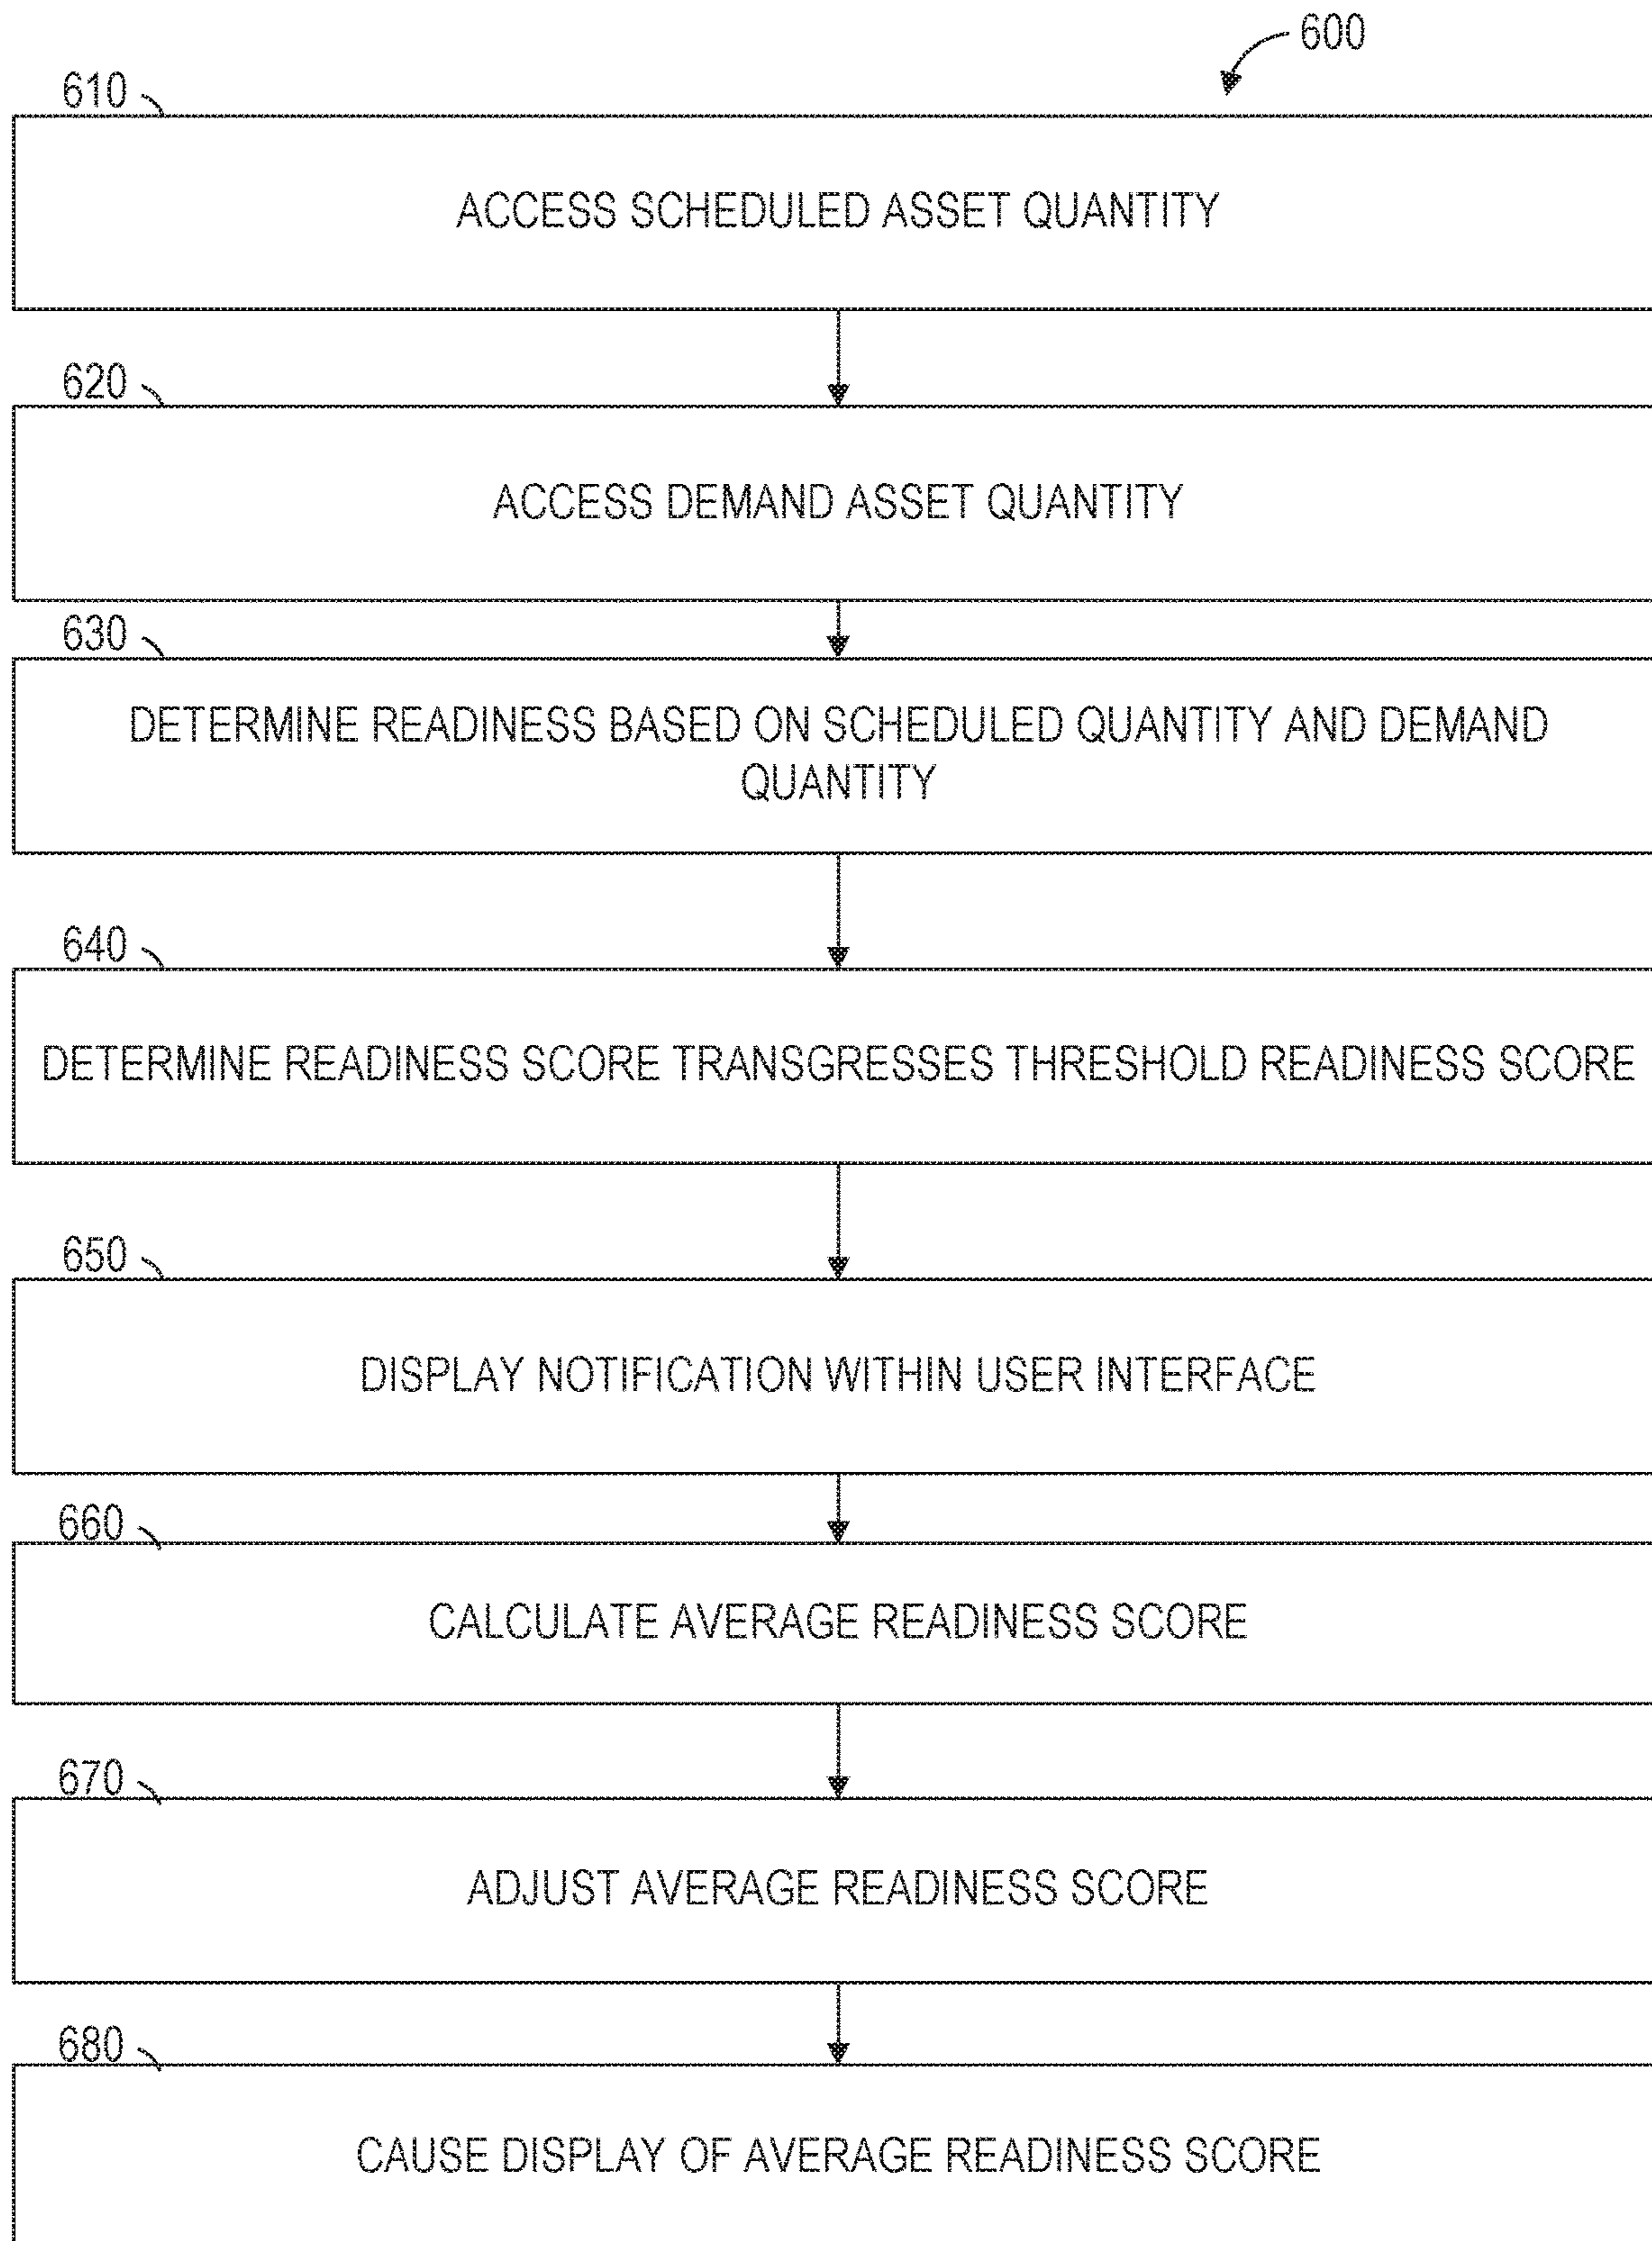 600
610
ACCESS SCHEDULED ASSET QUANTITY
620
ACCESS DEMAND ASSET QUANTITY
630
DETERMINE READINESS BASED ON SCHEDULED QUANTITY AND DEMAND
QUANTITY
640
DETERMINE READINESS SCORE TRANSGRESSES THRESHOLD READINESS SCORE
650
DISPLAY NOTIFICATION WITHIN USER INTERFACE
660
CALCULATE AVERAGE READINESS SCORE
670
ADJUST AVERAGE READINESS SCORE
680
CAUSE DISPLAY OF AVERAGE READINESS SCORE